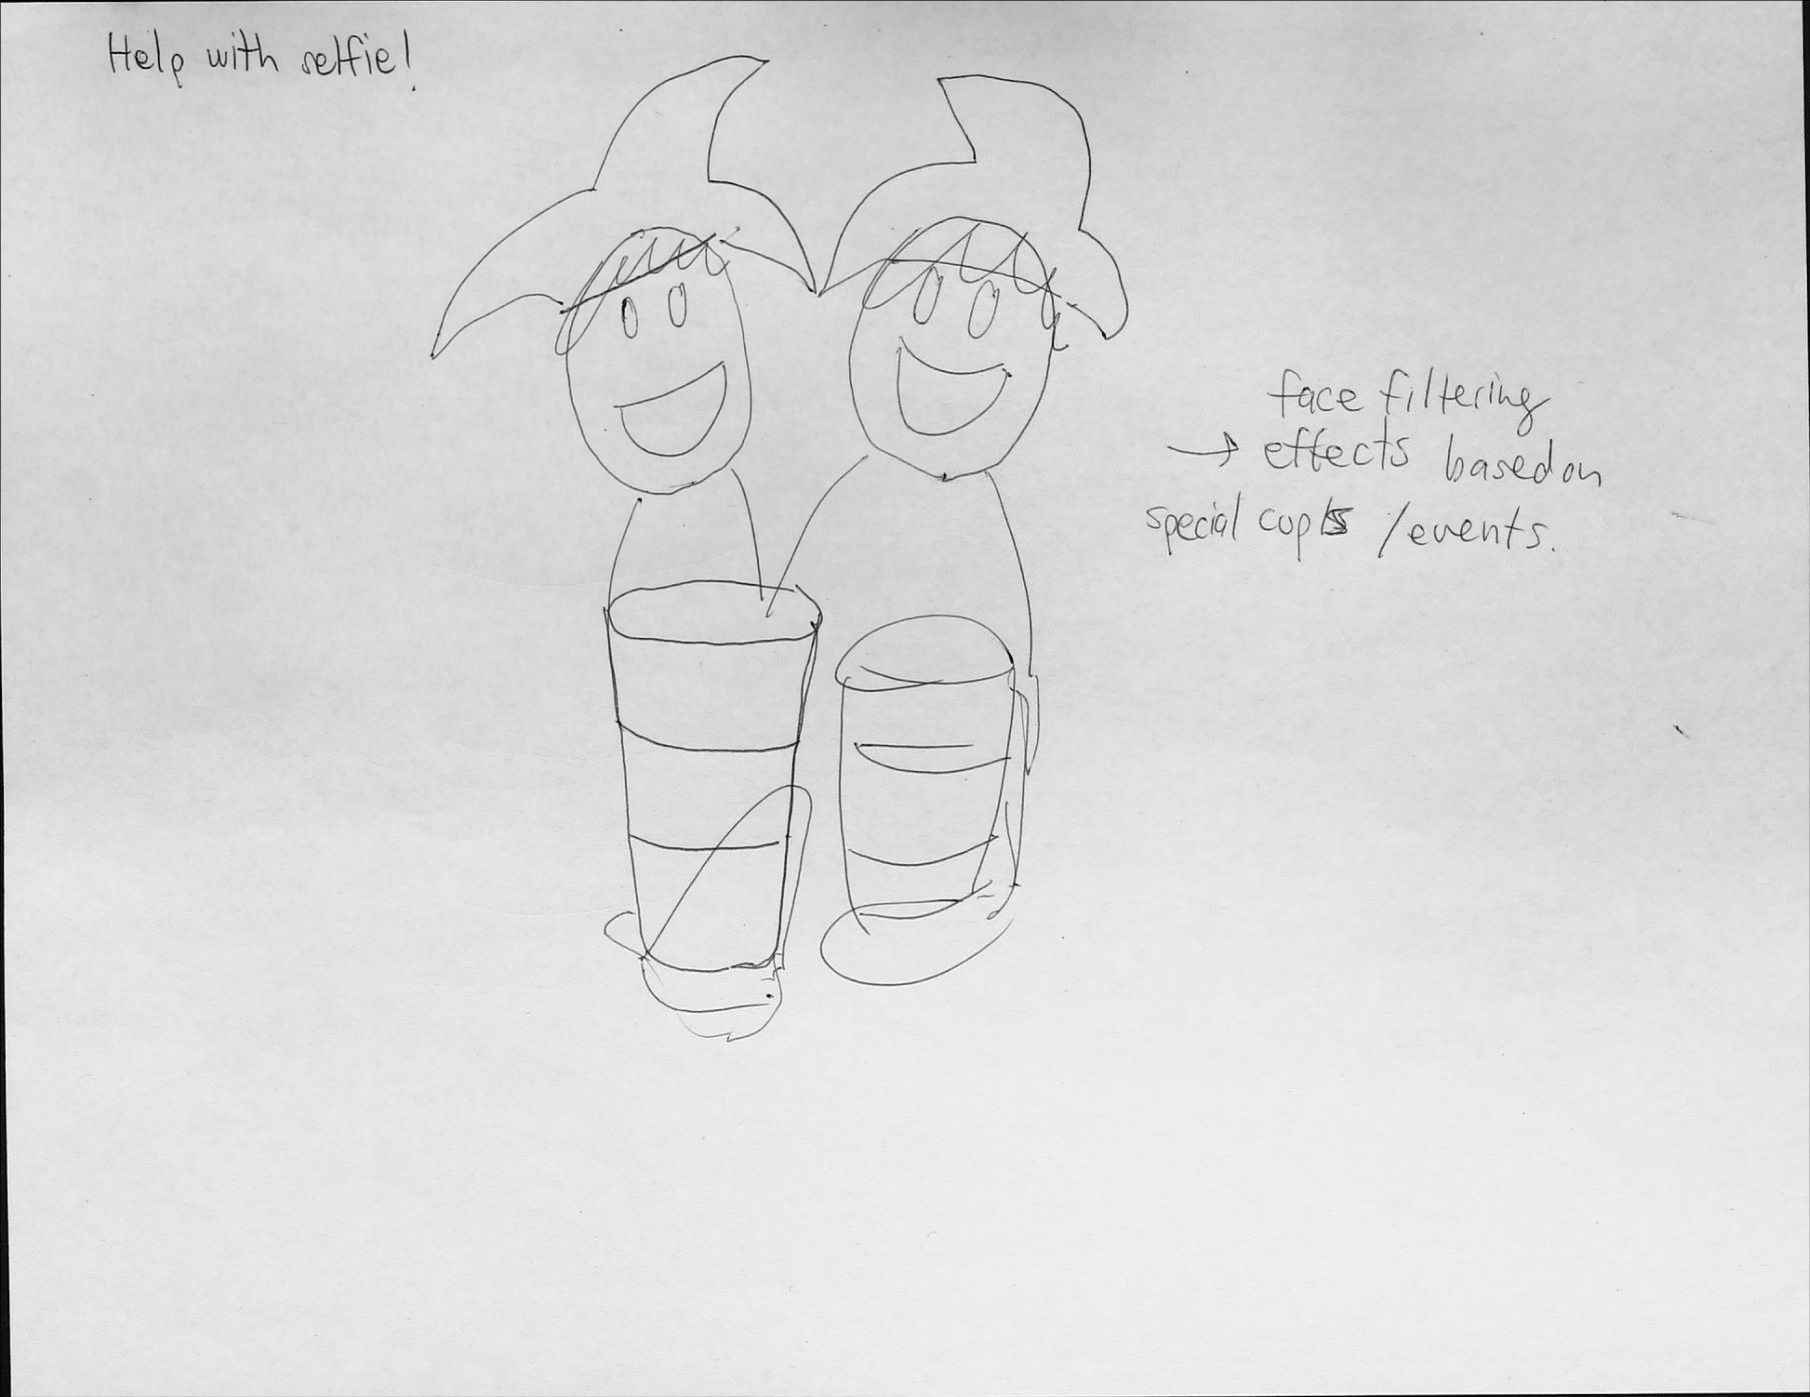 Help with selfie!
face filtering
→ effects based on
special cups /events.